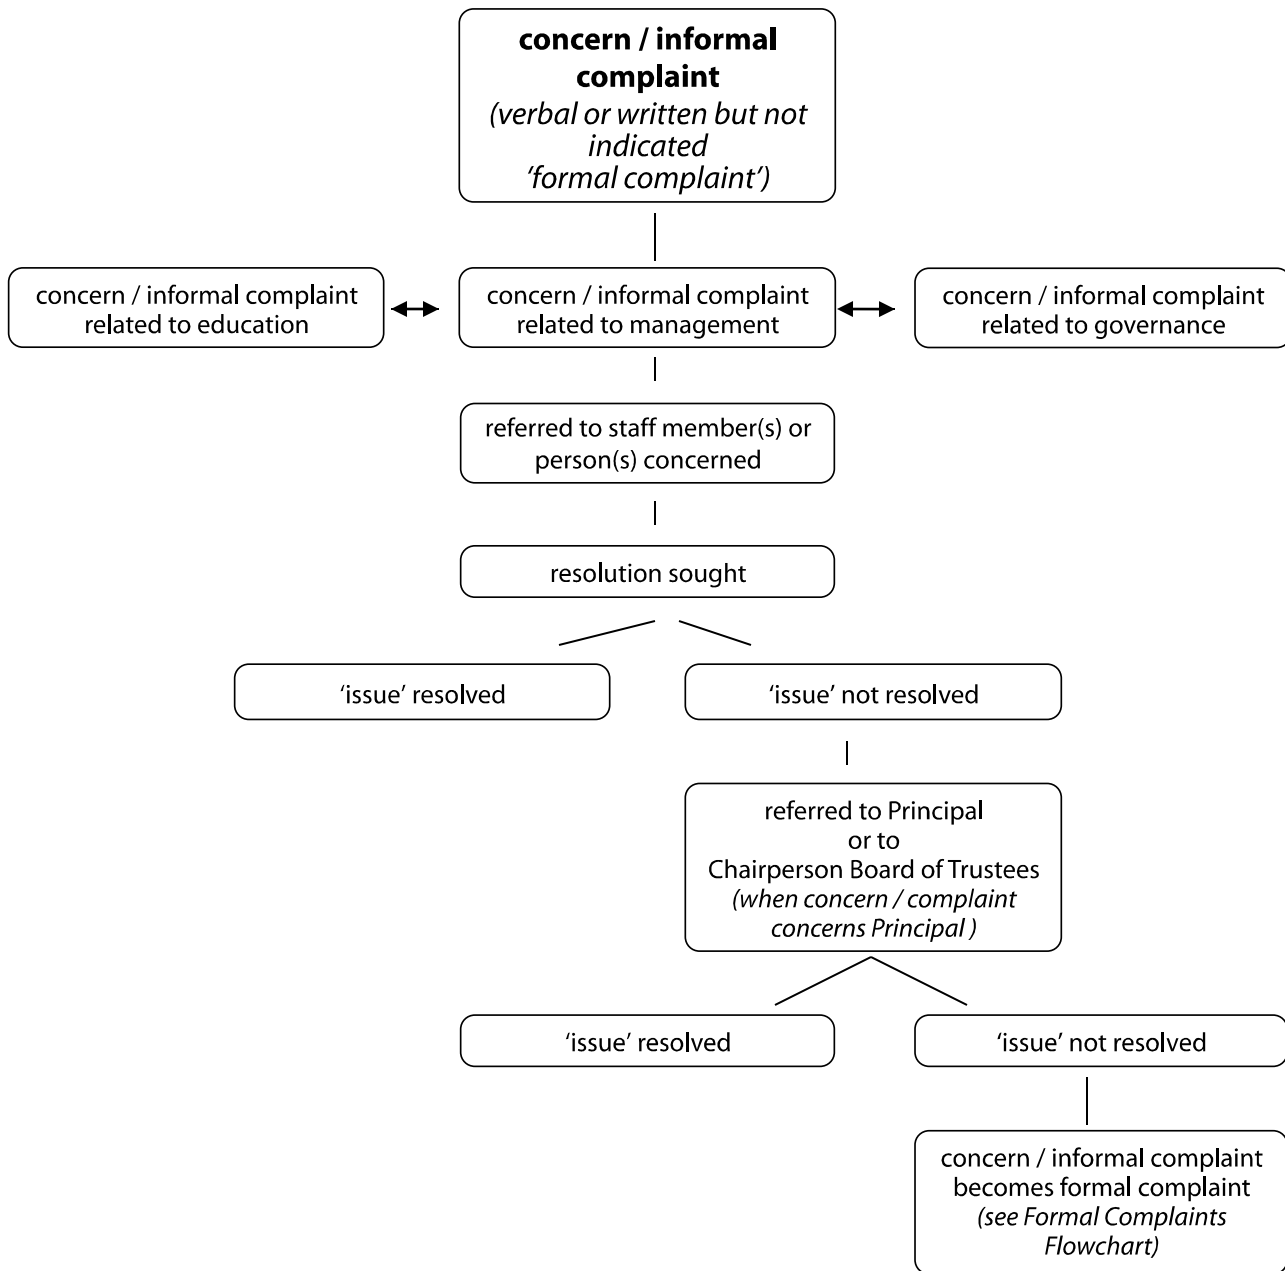 concern / informal
complaint
(verbal or written but not
indicated
‘formal complaint’)
concern / informal complaint
related to education
concern / informal complaint
related to management
concern / informal complaint
related to governance
referred to staff member(s) or
person(s) concerned
resolution sought
‘issue’ resolved
‘issue’ not resolved
referred to Principal
or to
Chairperson Board of Trustees
(when concern / complaint
concerns Principal )
‘issue’ resolved
‘issue’ not resolved
concern / informal complaint
becomes formal complaint
(see Formal Complaints
Flowchart)